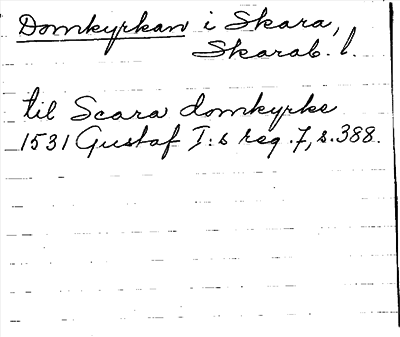 Domkyrkan i Skara,
Skarab. l.
til Scara domkyrke
1531 Gustaf I:s reg. 7, s. 388.